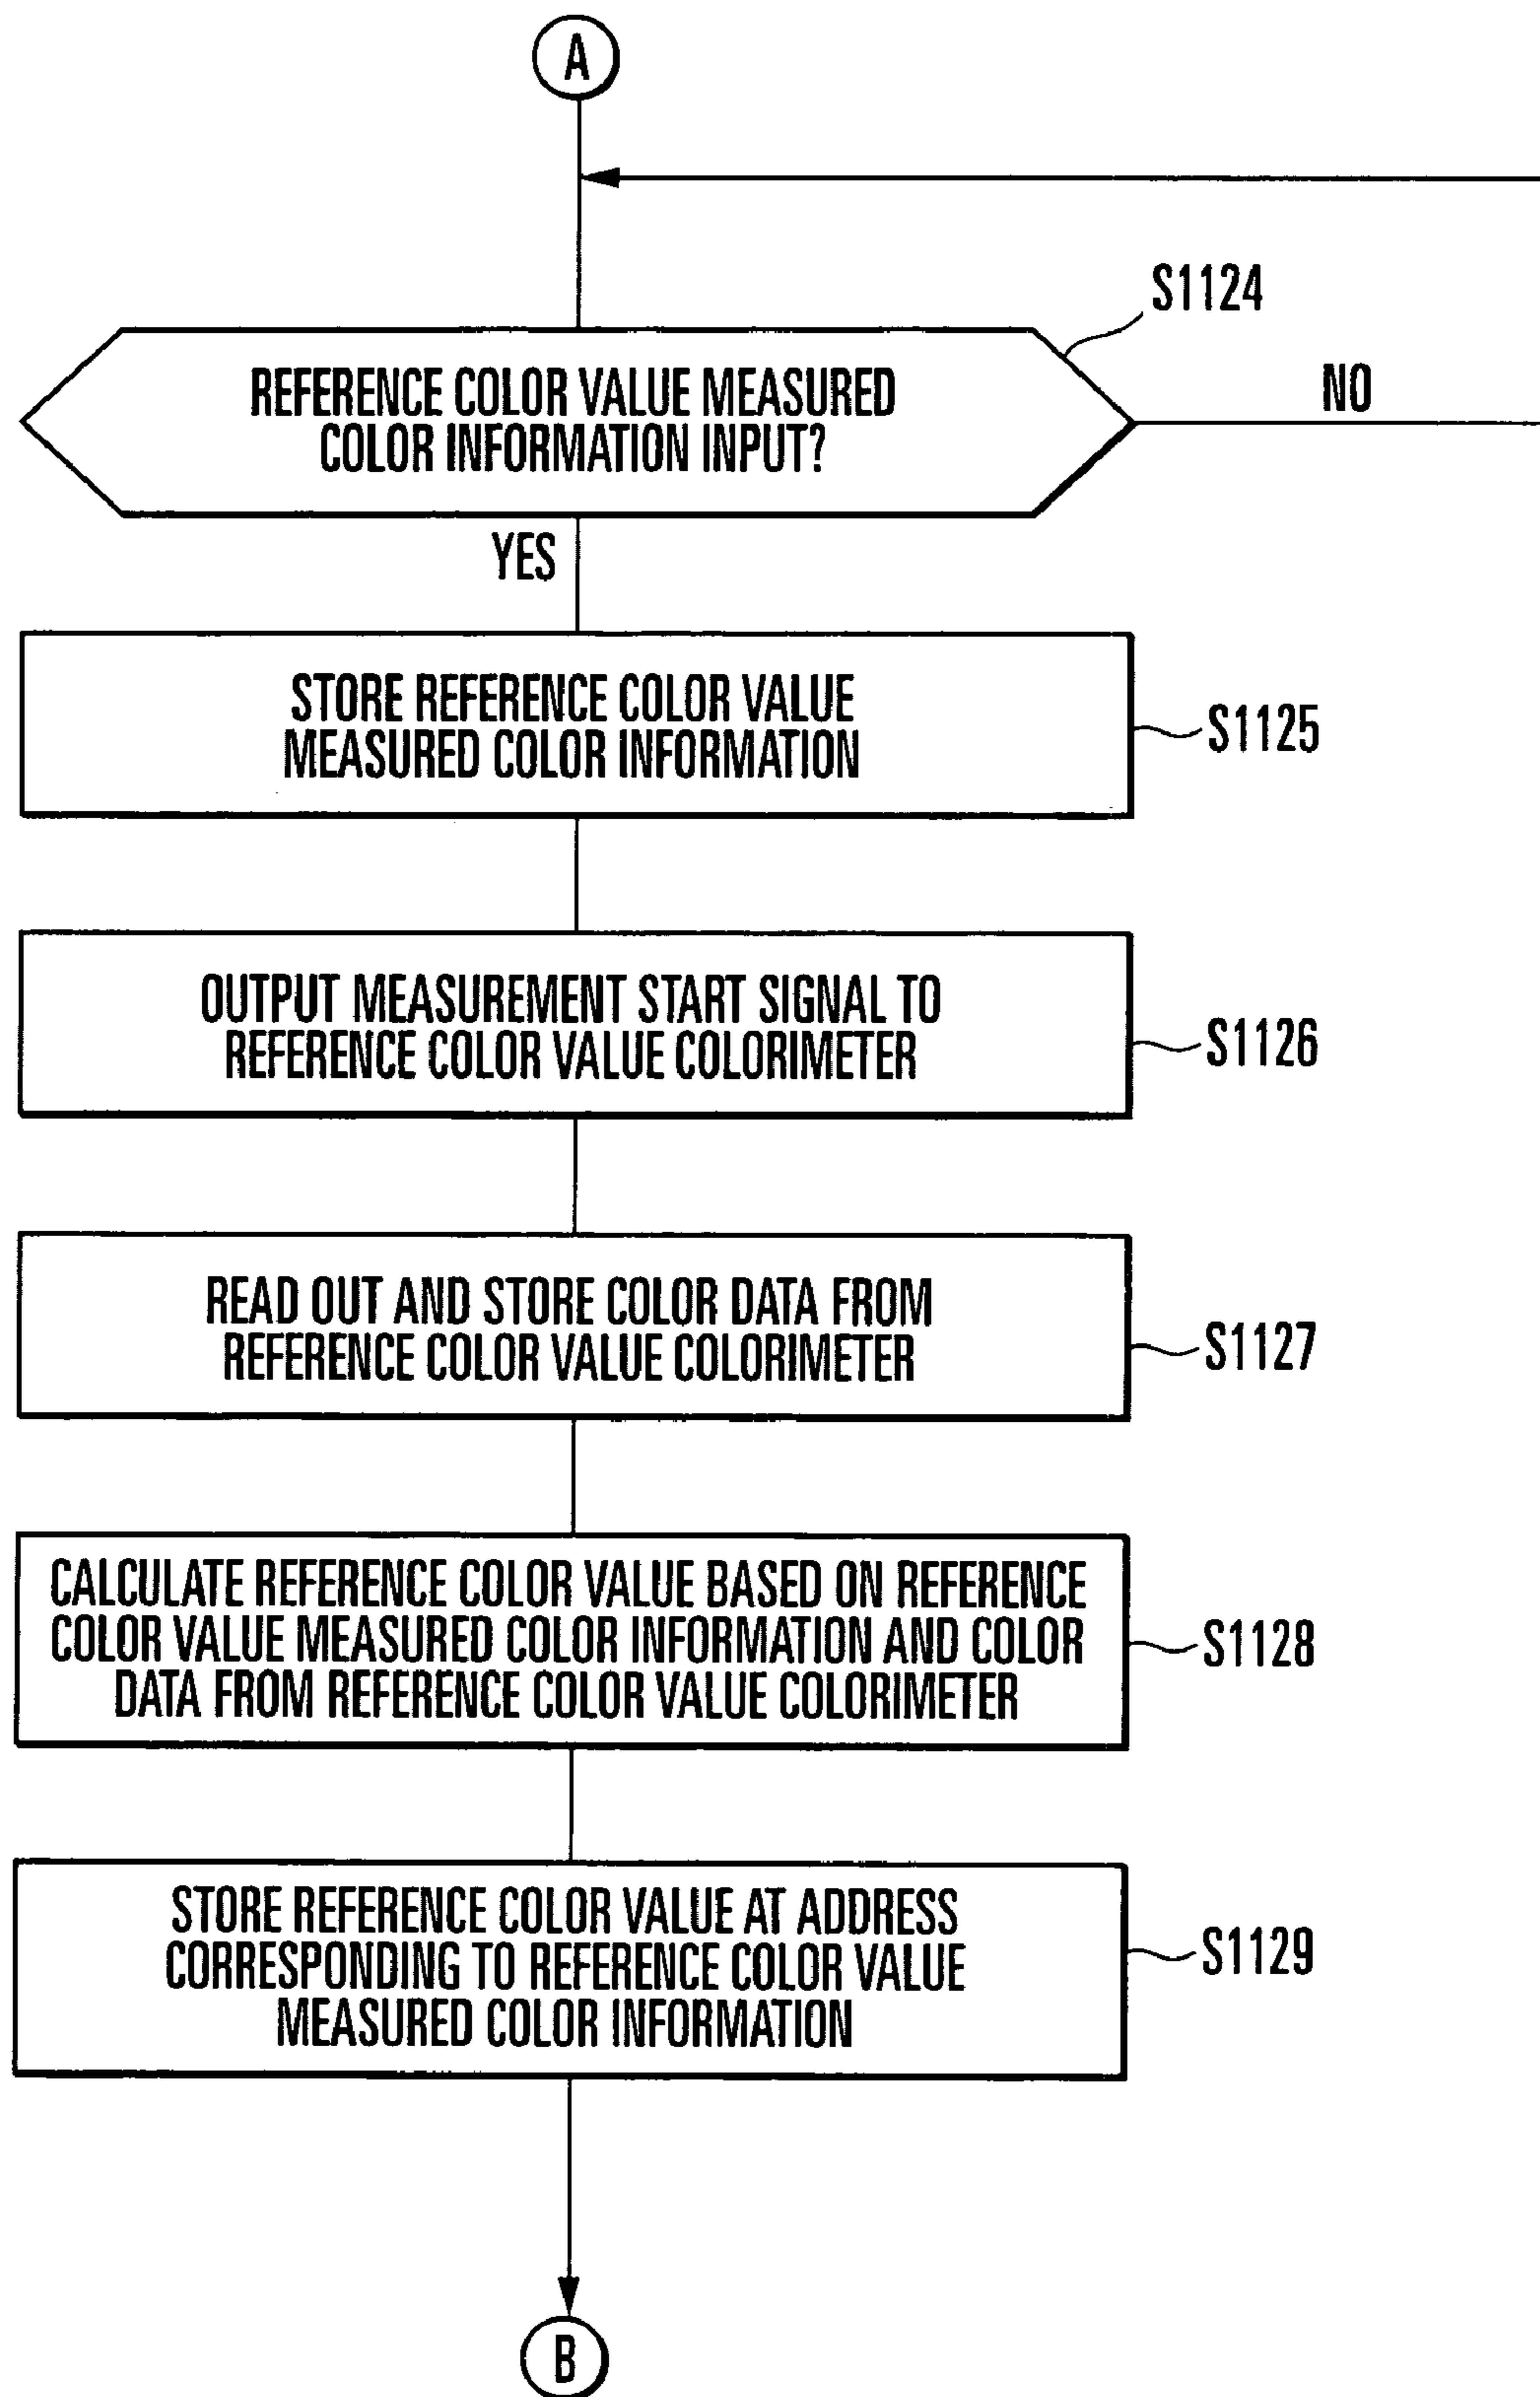 A
S1124
REFERENCE COLOR VALUE MEASURED
COLOR INFORMATION INPUT?
NO
YES
STORE REFERENCE COLOR VALUE
MEASURED COLOR INFORMATION
S1125
OUTPUT MEASUREMENT START SIGNAL TO
REFERENCE COLOR VALUE COLORIMETER
S1126
READ OUT AND STORE COLOR DATA FROM
REFERENCE COLOR VALUE COLORIMETER
S1127
CALCULATE REFERENCE COLOR VALUE BASED ON REFERENCE
COLOR VALUE MEASURED COLOR INFORMATION AND COLOR
DATA FROM REFERENCE COLOR VALUE COLORIMETER
S1128
STORE REFERENCE COLOR VALUE AT ADDRESS
CORRESPONDING TO REFERENCE COLOR VALUE
MEASURED COLOR INFORMATION
S1129
B